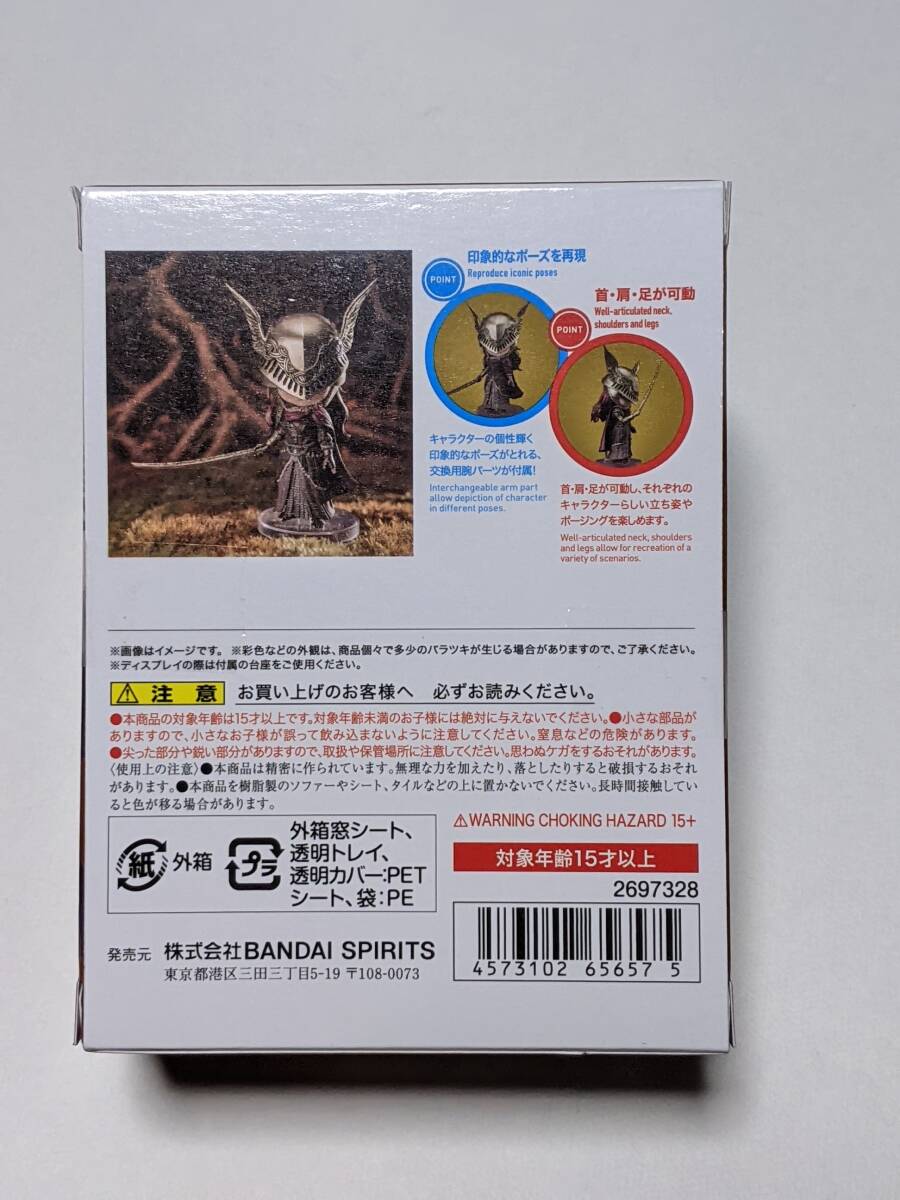 印象的なポーズを再現
POINT
Reproduce iconic poses
首・肩・足が可動
POINT
Well-articulated neck,
shoulders and legs
キャラクターの個性輝く
印象的なポーズがとれる、
交換用腕パーツが付属!
Interchangeable arm part
allow depiction of character
in different poses.
首・肩・足が可動し、それぞれの
キャラクターらしい立ち姿や
ポージングを楽しめます。
Well-articulated neck, shoulders
and legs allow for recreation of a
variety of scenarios.
※画像はイメージです。 ※彩色などの外観は、商品個々で多少のバラツキが生じる場合がありますので、ご了承ください。
※ディスプレイの際は付属の台座をご使用ください。
⚠ 注 意 お買い上げのお客様へ 必ずお読みください。
●本商品の対象年齢は15才以上です。対象年齢未満のお子様には絶対に与えないでください。●小さな部品が
ありますので、小さなお子様が誤って飲み込まないように注意してください。窒息などの危険があります。
●尖った部分や鋭い部分がありますので、取扱や保管場所に注意してください。思わぬケガをするおそれがあります。
〈使用上の注意〉●本商品は精密に作られています。無理な力を加えたり、落としたりすると破損するおそれ
があります。●本商品を樹脂製のソファーやシート、タイルなどの上に置かないでください。長時間接触してい
ると色が移る場合があります。
紙 外箱
プラ
外箱窓シート、
透明トレイ、
透明カバー:PET
シート、袋:PE
⚠WARNING CHOKING HAZARD 15+
対象年齢15才以上
2697328
4573102 65657 5
発売元 株式会社BANDAI SPIRITS
東京都港区三田三丁目5-19 〒108-0073